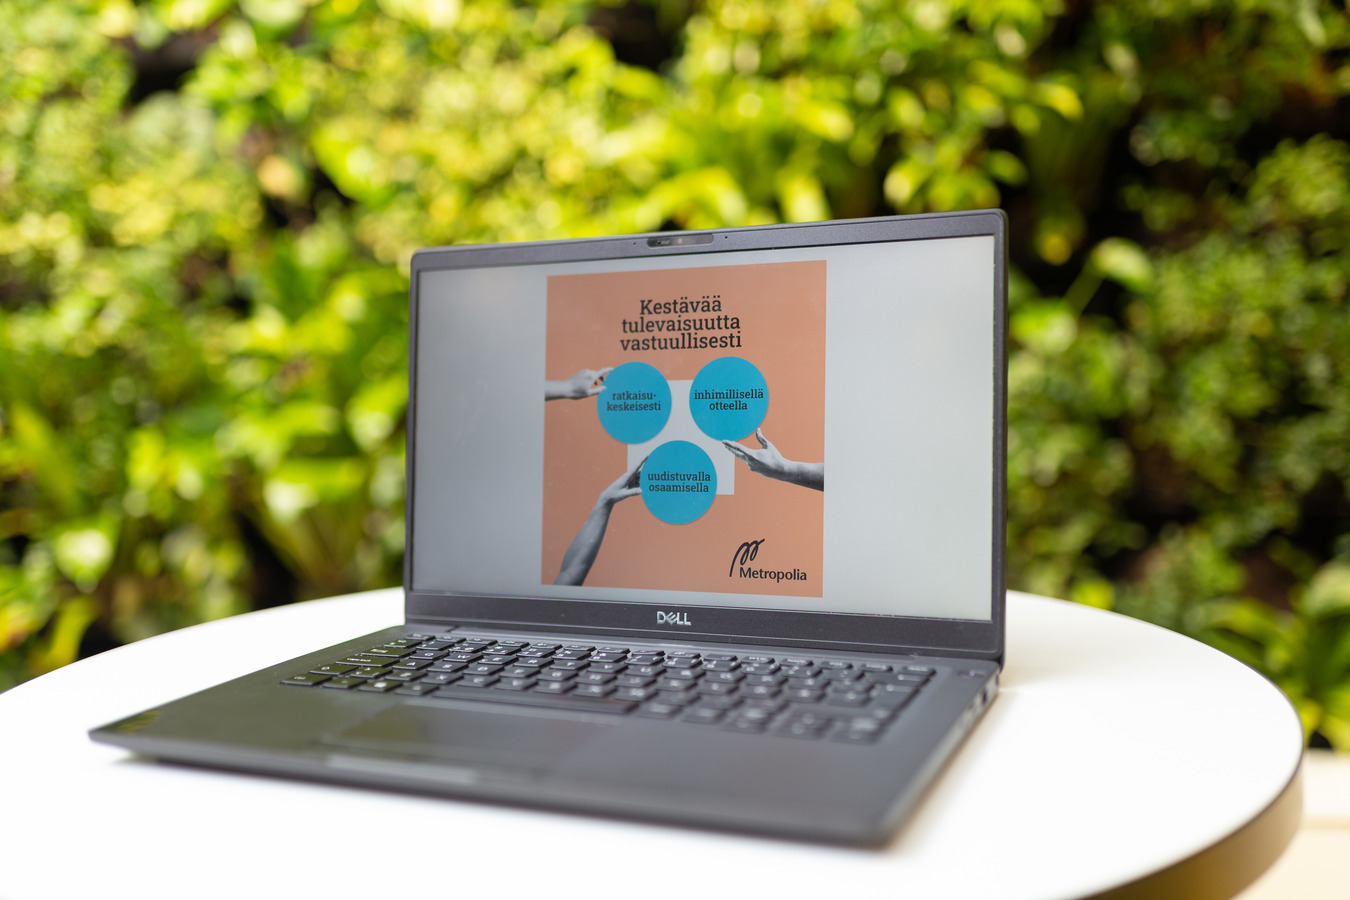 Kestävää
tulevaisuutta
vastuullisesti
ratkaisu-
keskeisesti
inhimillisellä
otteella
uudistuvalla
osaamisella
Metropolia
DELL